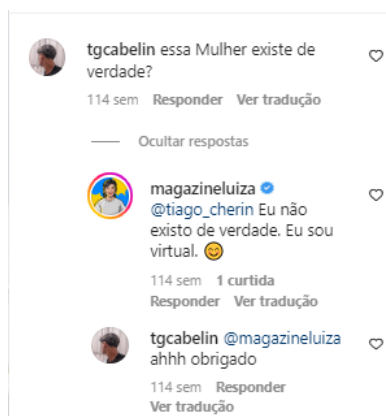 tgcabelin essa Mulher existe de
verdade?
114 sem Responder Ver tradução
Ocultar respostas
magazineluiza
@tiago_cherin Eu não
existo de verdade. Eu sou
virtual. 😊
114 sem 1 curtida
Responder Ver tradução
tgcabelin @magazineluiza
ahhh obrigado
114 sem Responder
Ver tradução